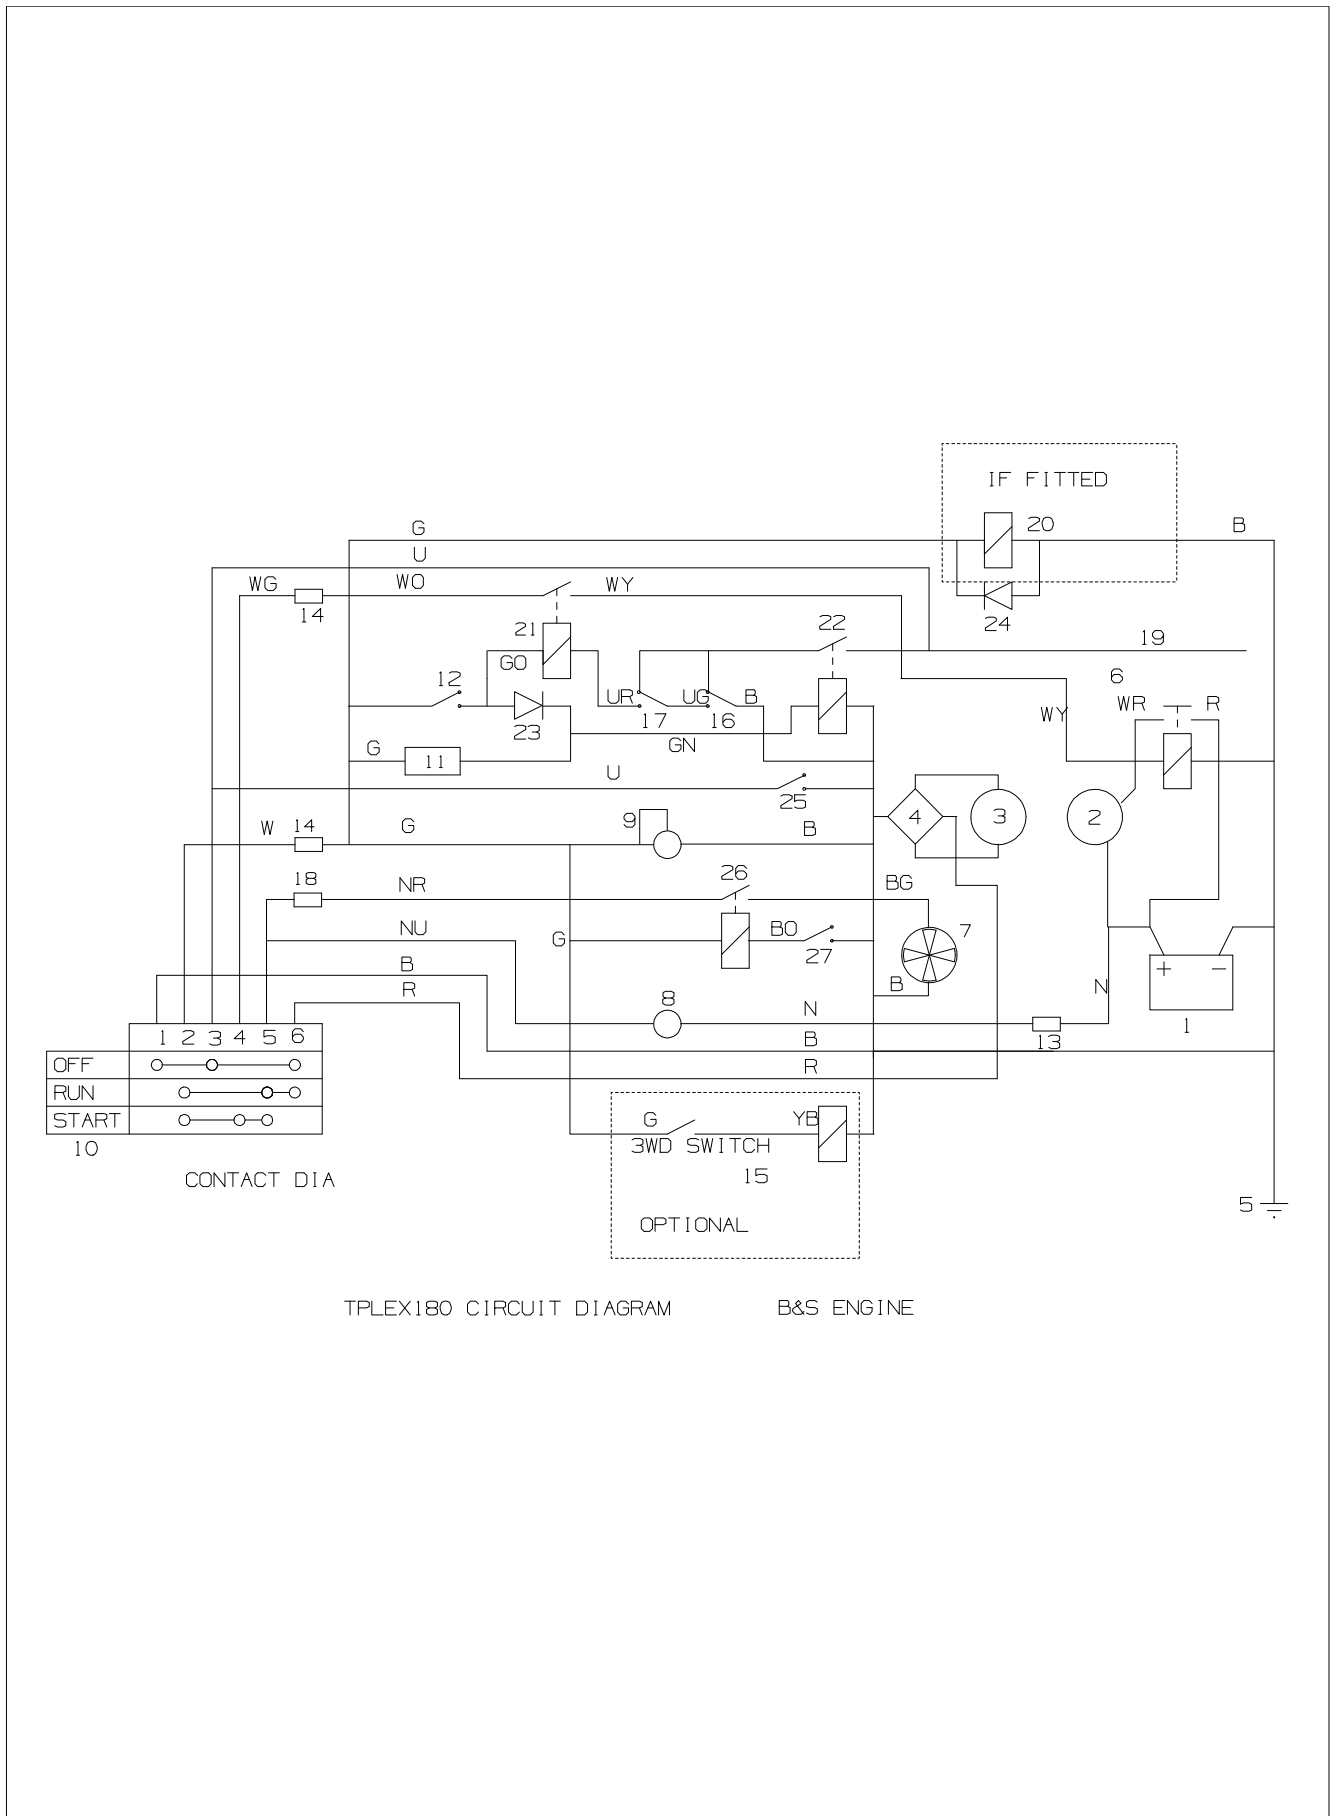 IF FITTED
G
20
B
U
WG
WO
WY
14
24
21
22
19
GO
12
6
UR
UG
B
WR
R
23
17
16
WY
G
11
GN
U
25
W
14
G
9
B
4
3
2
18
NR
26
BG
NU
G
BO
27
7
B
B
N
+ −
R
8
N
1
1 2 3 4 5 6
B
13
OFF
R
RUN
START
G
YB
10
3WD SWITCH
15
CONTACT DIA
5
OPTIONAL
TPLEX180 CIRCUIT DIAGRAM
B&S ENGINE